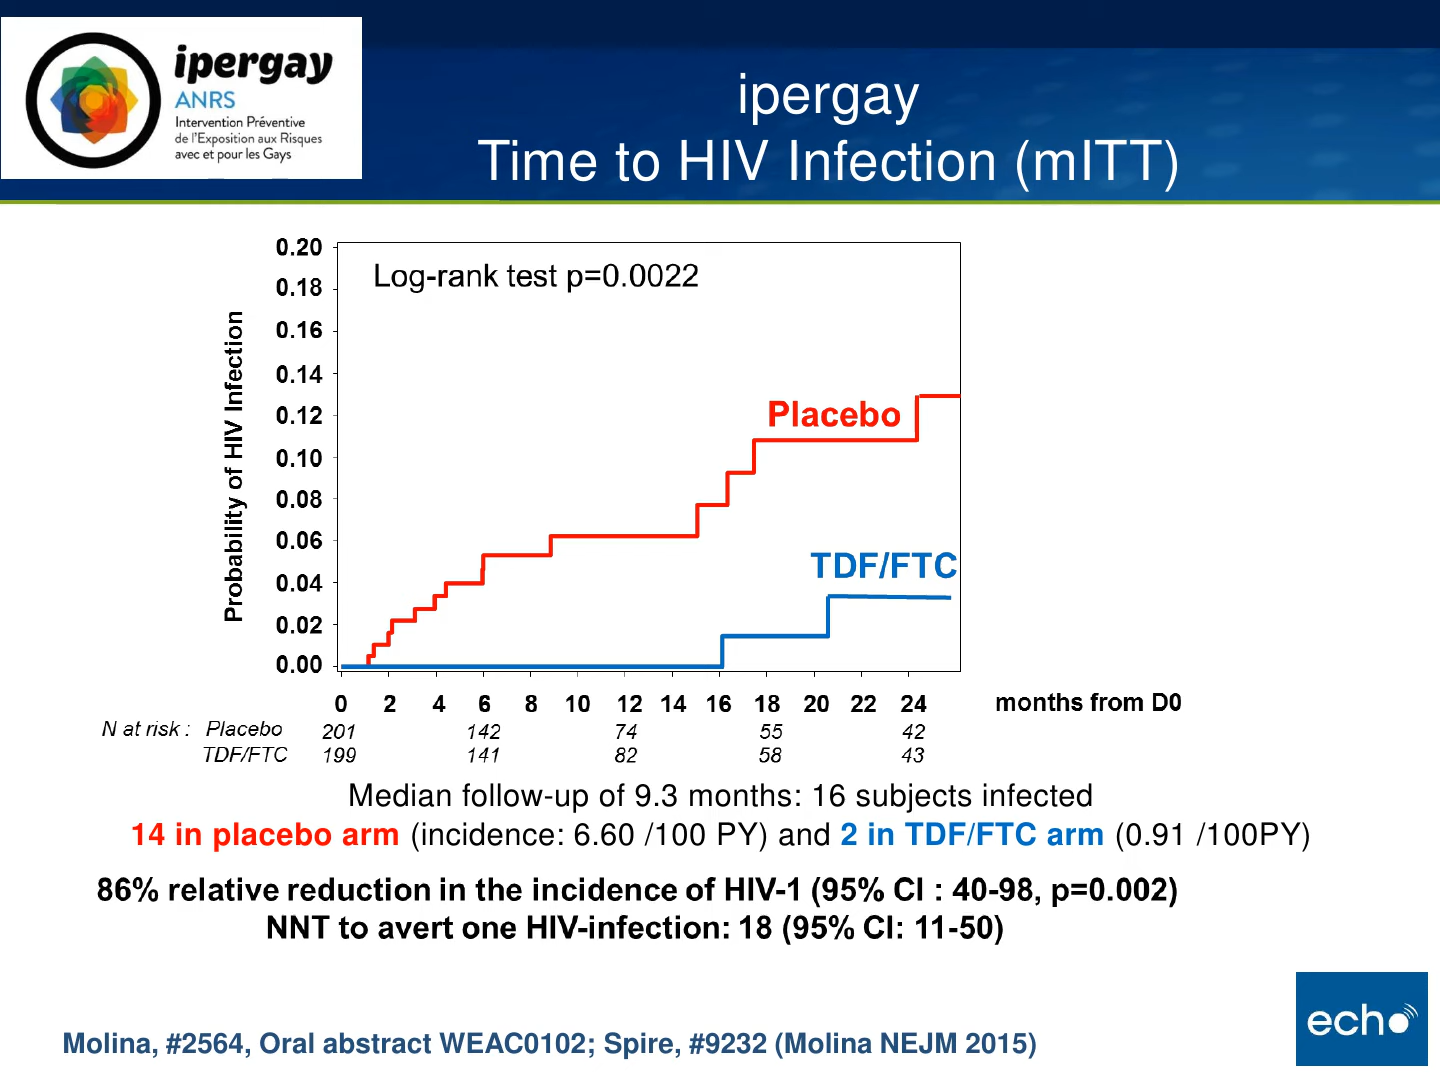 ipergay
ANRS
Intervention Préventive
de l'Exposition aux Risques
avec et pour les Gays
ipergay
Time to HIV Infection (mITT)
Log-rank test p=0.0022
Probability of HIV Infection
0.20
0.18
0.16
0.14
0.12
0.10
0.08
0.06
0.04
0.02
0.00
Placebo
TDF/FTC
0 2 4 6 8 10 12 14 16 18 20 22 24 months from D0
N at risk : Placebo 201 142 74 55 42
TDF/FTC 199 141 82 58 43
Median follow-up of 9.3 months: 16 subjects infected
14 in placebo arm (incidence: 6.60 /100 PY) and 2 in TDF/FTC arm (0.91 /100PY)
86% relative reduction in the incidence of HIV-1 (95% CI : 40-98, p=0.002)
NNT to avert one HIV-infection: 18 (95% CI: 11-50)
Molina, #2564, Oral abstract WEAC0102; Spire, #9232 (Molina NEJM 2015)
echo